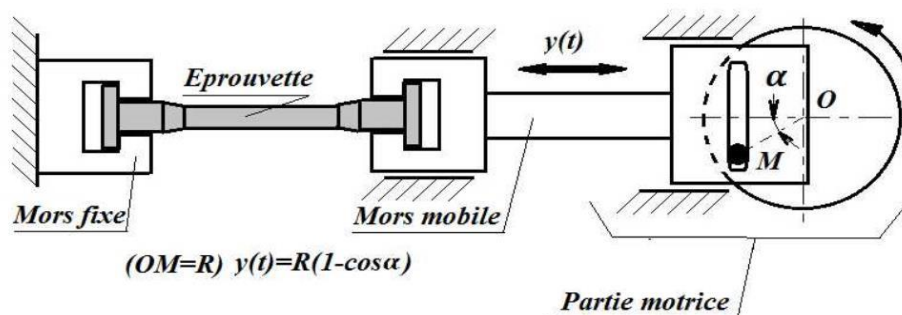 y(t)
Eprouvette
α
O
M
Mors fixe
Mors mobile
(OM=R) y(t)=R(1-cosα)
Partie motrice